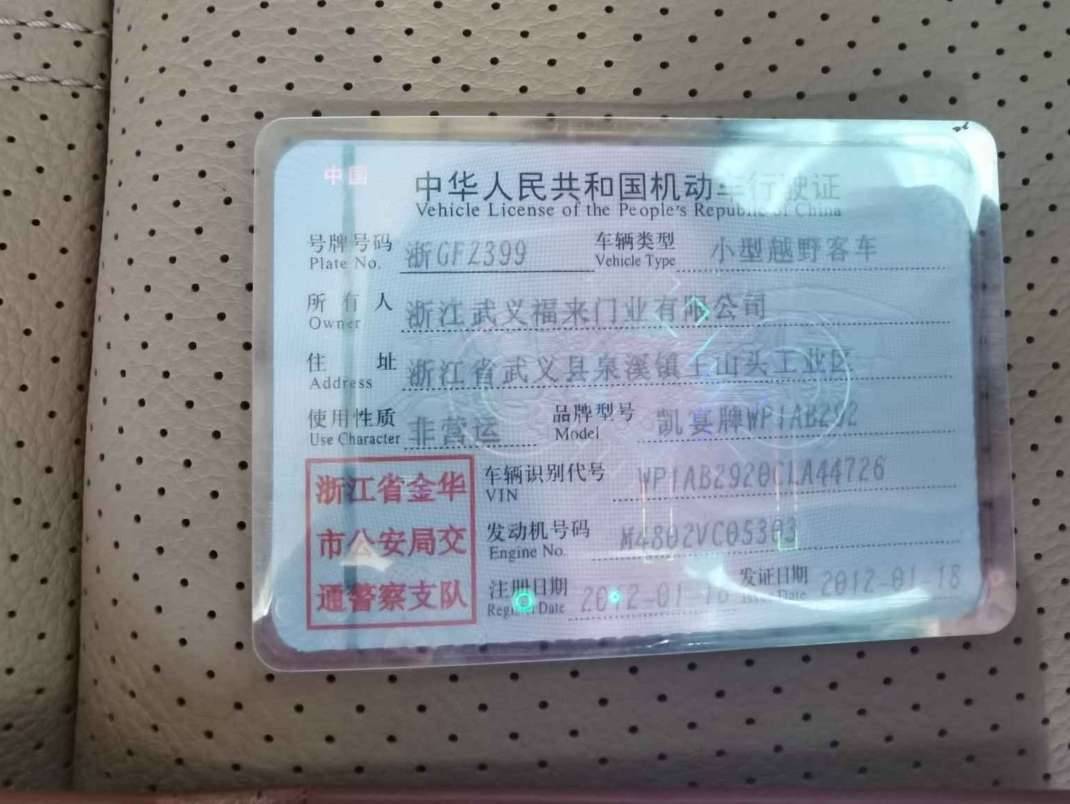 中国
中华人民共和国机动车行驶证
Vehicle License of the People's Republic of China
号牌号码 浙GFZ399 车辆类型 小型越野客车
Plate No. Vehicle Type
所有人 浙江武义福来门业有限公司
Owner
住址 浙江省武义县泉溪镇王山头工业区
Address
使用性质 非营运 品牌型号 凯宴牌WP1AB292
Use Character Model
浙江省金华 车辆识别代号 WP1AB2920CLA44726
VIN
市公安局交 发动机号码 M4802VC05303
Engine No.
通警察支队 注册日期 2012-01-18 发证日期 2012-01-18
Register Date Issue Date